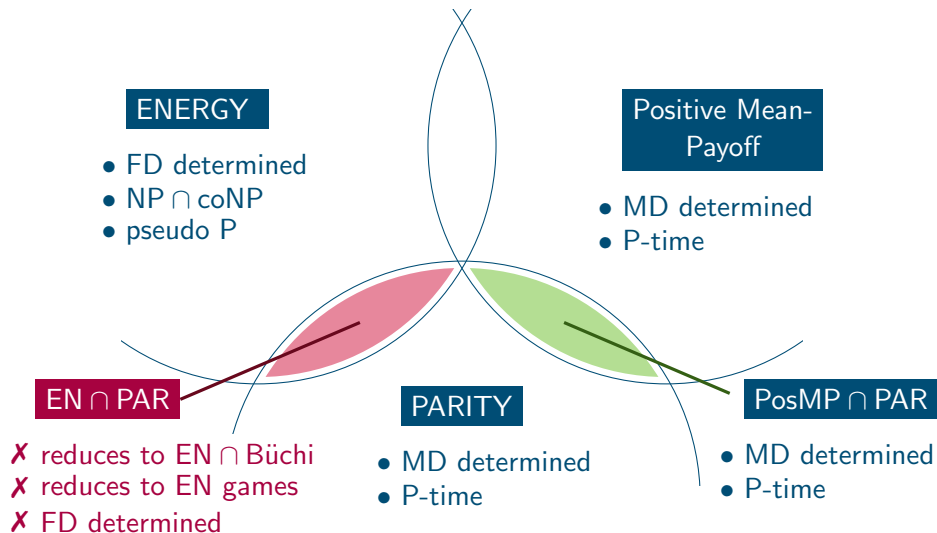 ENERGY
• FD determined
• NP ∩ coNP
• pseudo P
Positive Mean-
Payoff
• MD determined
• P-time
EN ∩ PAR
✗ reduces to EN ∩ Büchi
✗ reduces to EN games
✗ FD determined
PARITY
• MD determined
• P-time
PosMP ∩ PAR
• MD determined
• P-time